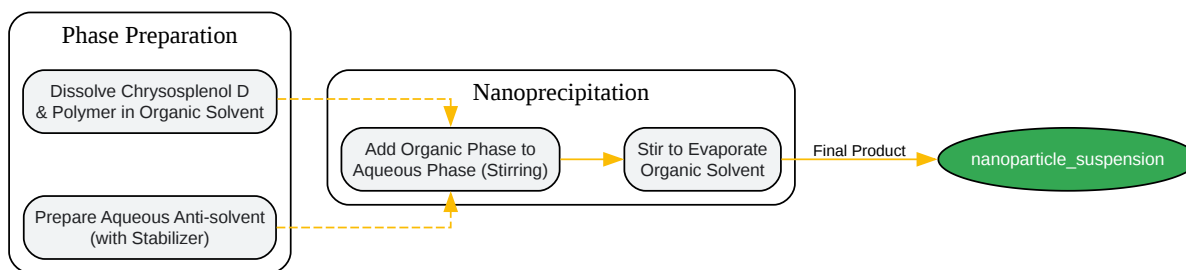 Phase Preparation
Dissolve Chrysosplenol D
& Polymer in Organic Solvent
Prepare Aqueous Anti-solvent
(with Stabilizer)
Nanoprecipitation
Add Organic Phase to
Aqueous Phase (Stirring)
Stir to Evaporate
Organic Solvent
Final Product
nanoparticle_suspension